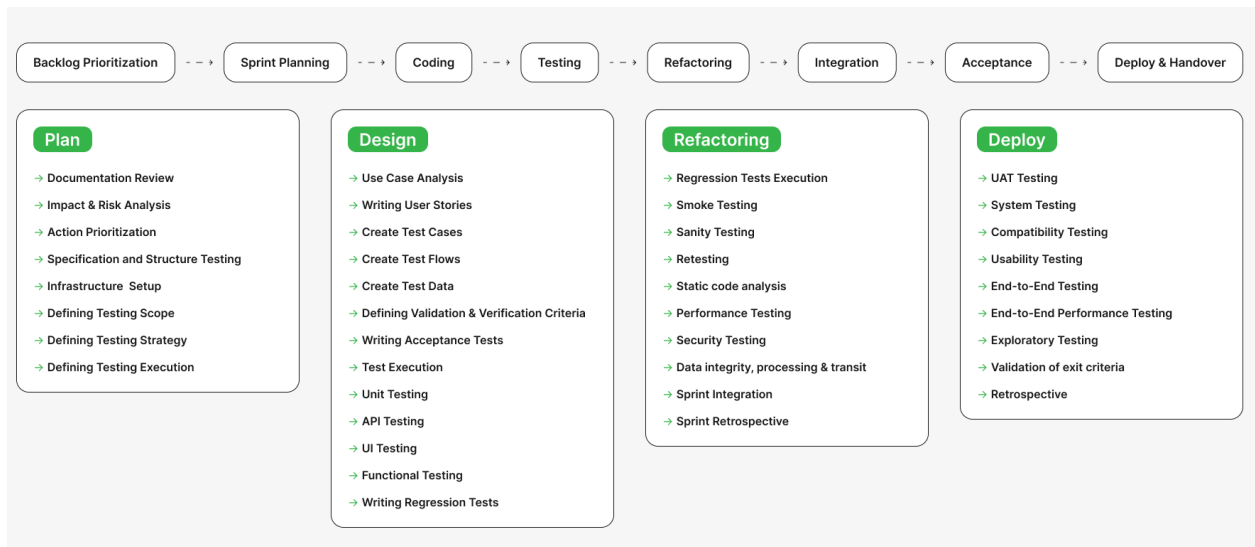 Backlog Prioritization
Sprint Planning
Coding
Testing
Refactoring
Integration
Acceptance
Deploy & Handover
Plan
Documentation Review
Impact & Risk Analysis
Action Prioritization
Specification and Structure Testing
Infrastructure  Setup
Defining Testing Scope
Defining Testing Strategy
Defining Testing Execution
Design
Use Case Analysis
Writing User Stories
Create Test Cases
Create Test Flows
Create Test Data
Defining Validation & Verification Criteria
Writing Acceptance Tests
Test Execution
Unit Testing
API Testing
UI Testing
Functional Testing
Writing Regression Tests
Refactoring
Regression Tests Execution
Smoke Testing
Sanity Testing
Retesting
Static code analysis
Performance Testing
Security Testing
Data integrity, processing & transit
Sprint Integration
Sprint Retrospective
Deploy
UAT Testing
System Testing
Compatibility Testing
Usability Testing
End-to-End Testing
End-to-End Performance Testing
Exploratory Testing
Validation of exit criteria
Retrospective